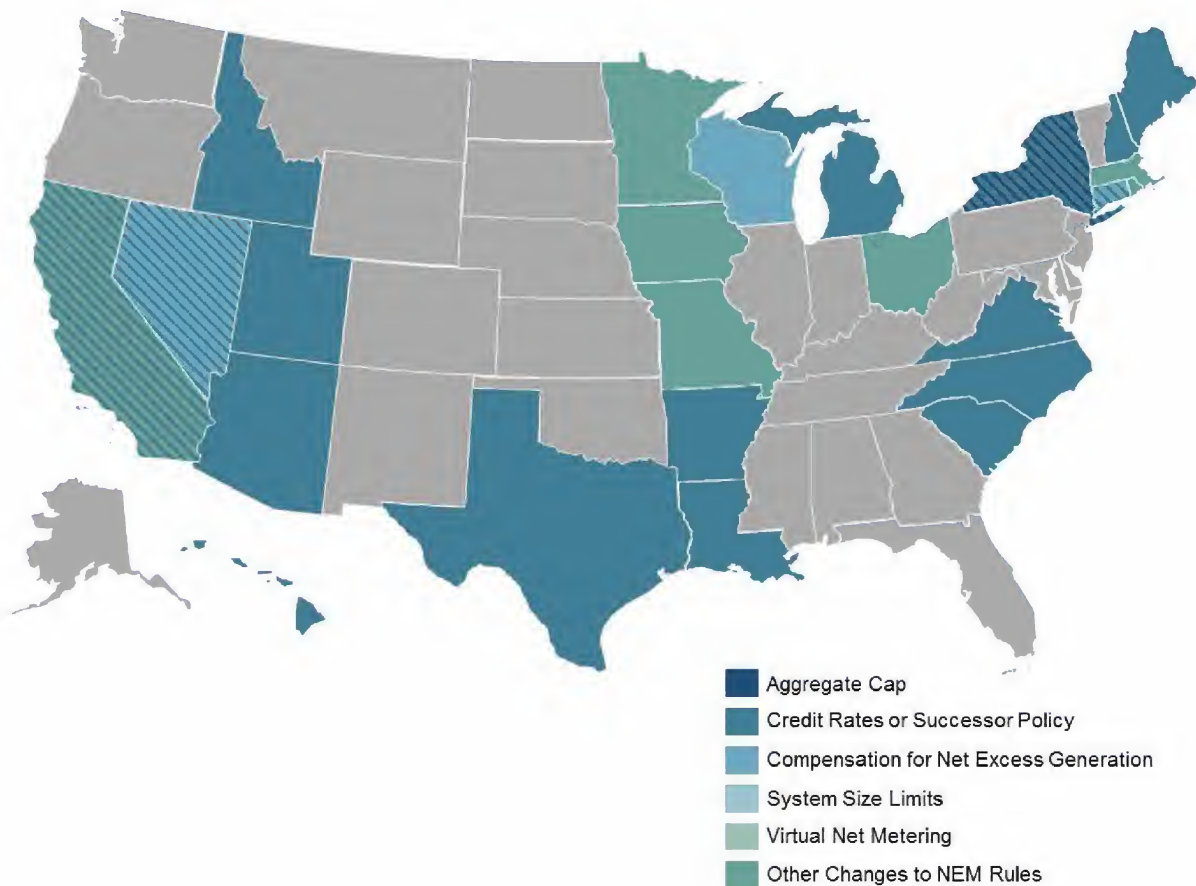 Aggregate Cap
Credit Rates or Successor Policy
Compensation for Net Excess Generation
System Size Limits
Virtual Net Metering
Other Changes to NEM Rules